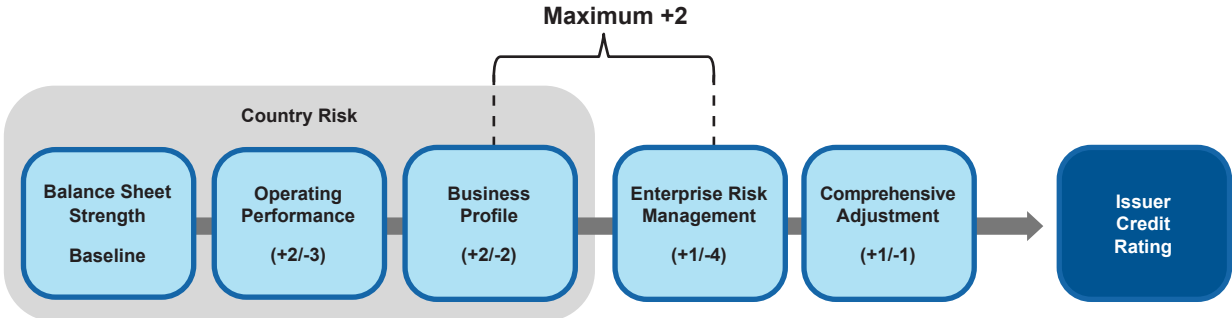 Maximum +2
Country Risk
Balance Sheet
Strength
Baseline
Operating
Performance
(+2/-3)
Business
Profile
(+2/-2)
Enterprise Risk
Management
(+1/-4)
Comprehensive
Adjustment
(+1/-1)
Issuer
Credit
Rating